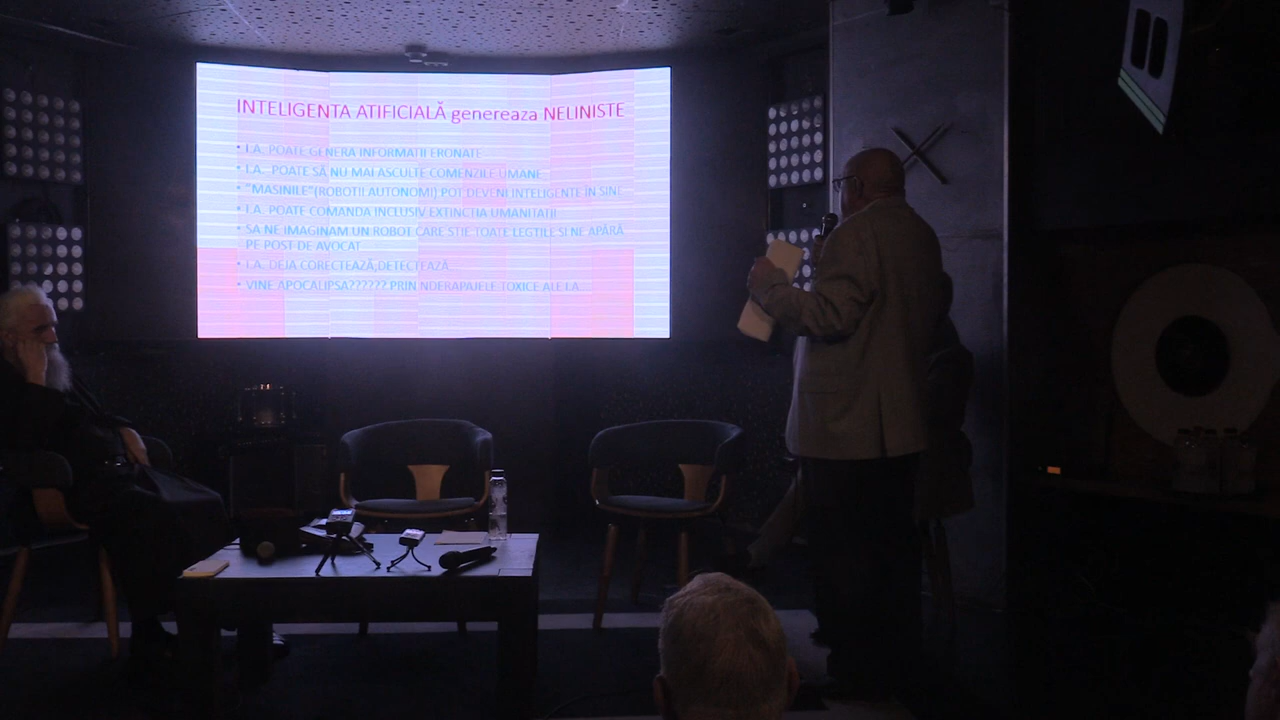 INTELIGENTA ATIFICIALĂ genereaza NELINISTE
• I.A. POATE GENERA INFORMATII ERONATE
• I.A. POATE SĂ NU MAI ASCULTE COMENZILE UMANE
• "MASINILE"(ROBOTII AUTONOMI) POT DEVENI INTELIGENTE IN SINE
• I.A. POATE COMANDA INCLUSIV EXTINCTIA UMANITATII
• SA NE IMAGINAM UN ROBOT CARE STIE TOATE LEGTILE SI NE APĂRĂ
PE POST DE AVOCAT
• I.A. DEJA CORECTEAZĂ,DETECTEAZĂ
• VINE APOCALIPSA?????? PRIN NDERAPAJELE TOXICE ALE I.A...